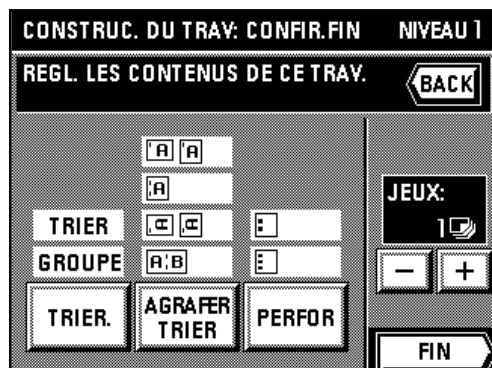 CONSTRUC. DU TRAV: CONFIR.FIN NIVEAU 1
REGL. LES CONTENUS DE CE TRAV.
BACK
A A
A
TRIER A A
GROUPE A B
TRIER.
AGRAFER
TRIER
PERFOR
JEUX:
1
− +
FIN